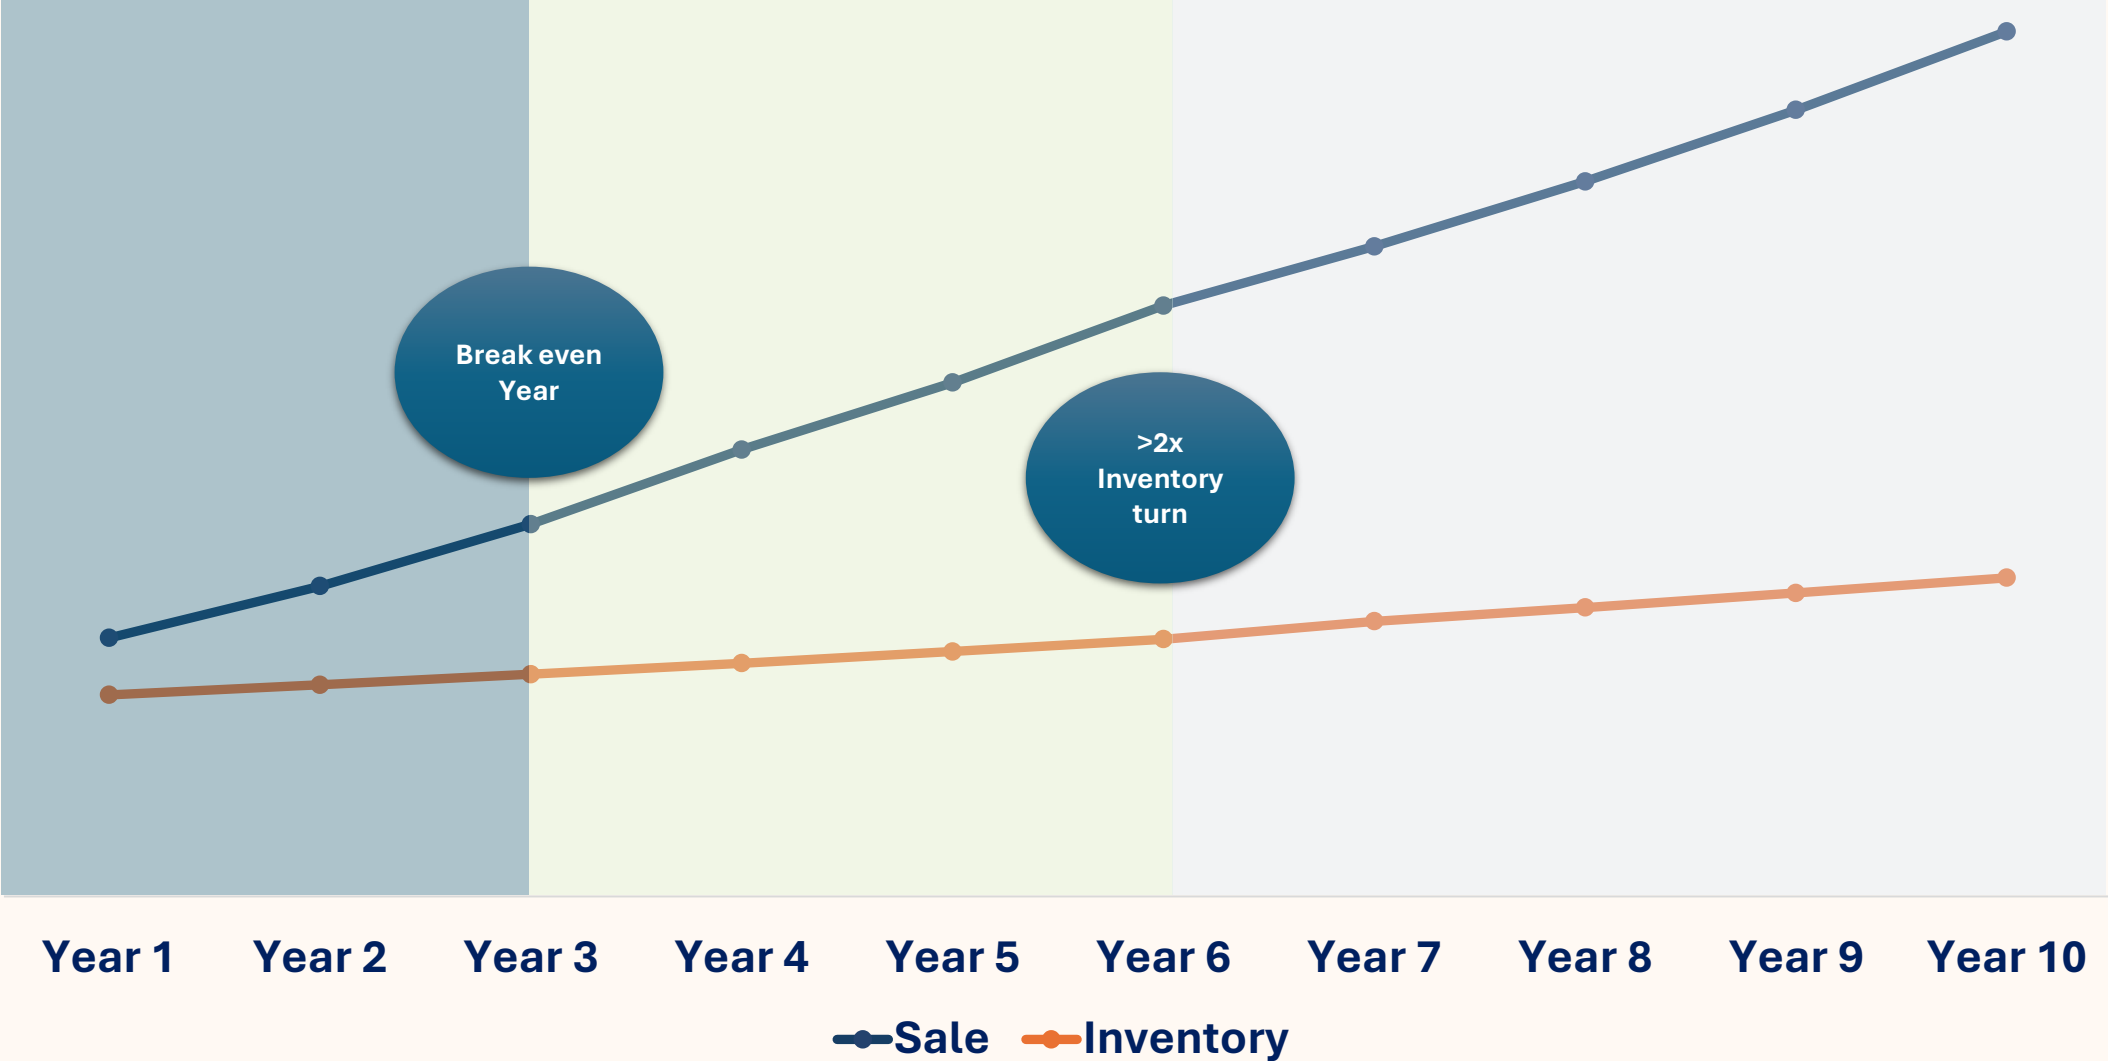 Break even
Year
>2x
Inventory
turn
Year 1 Year 2 Year 3 Year 4 Year 5 Year 6 Year 7 Year 8 Year 9 Year 10
Sale Inventory